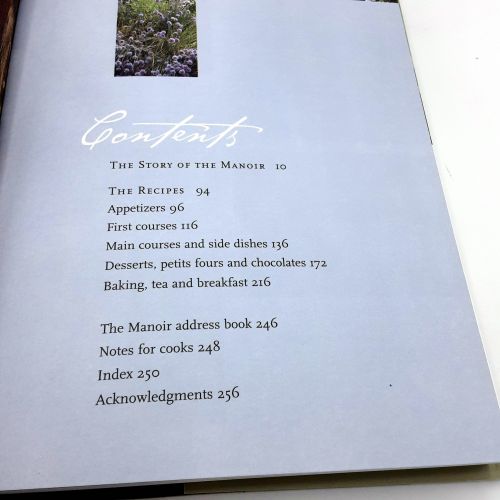 Contents
The Story of the Manoir 10
The Recipes 94
Appetizers 96
First courses 116
Main courses and side dishes 136
Desserts, petits fours and chocolates 172
Baking, tea and breakfast 216
The Manoir address book 246
Notes for cooks 248
Index 250
Acknowledgments 256